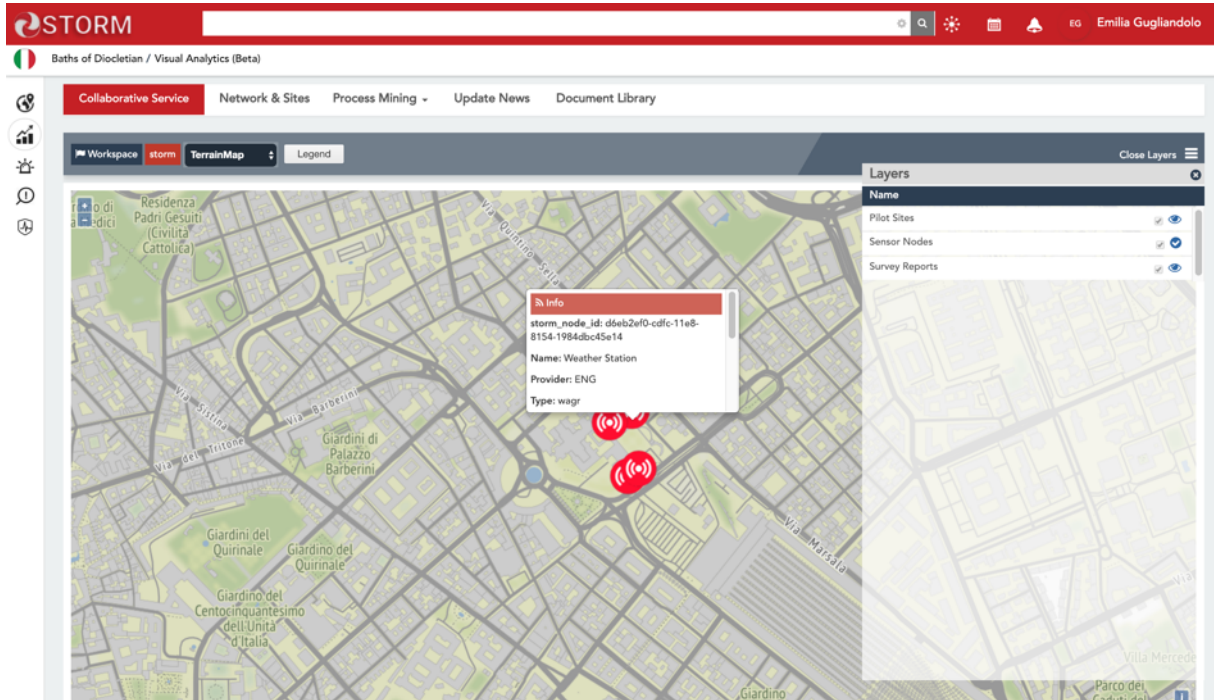 STORM
EG Emilia Gugliandolo
Baths of Diocletian / Visual Analytics (Beta)
Collaborative Service Network & Sites Process Mining Update News Document Library
Workspace storm TerrainMap Legend
Close Layers
Layers
Name
Pilot Sites
Sensor Nodes
Survey Reports
Residenza
Padri Gesuiti
(Civiltà
Cattolica)
Via Quintino Sella
Info
storm_node_id: d6eb2ef0-cdfc-11e8-
8154-1984dbc45e14
Name: Weather Station
Provider: ENG
Type: wagr
Via Sistina
Via Barberini
Via del Tritone
Giardini di
Palazzo
Barberini
Via Marsala
Giardini del
Quirinale
Giardino del
Quirinale
Giardino del
Centocinquantesimo
dell'Unità
d'Italia
Via
Villa Mercede
Parco dei
Caduti del
Giardino